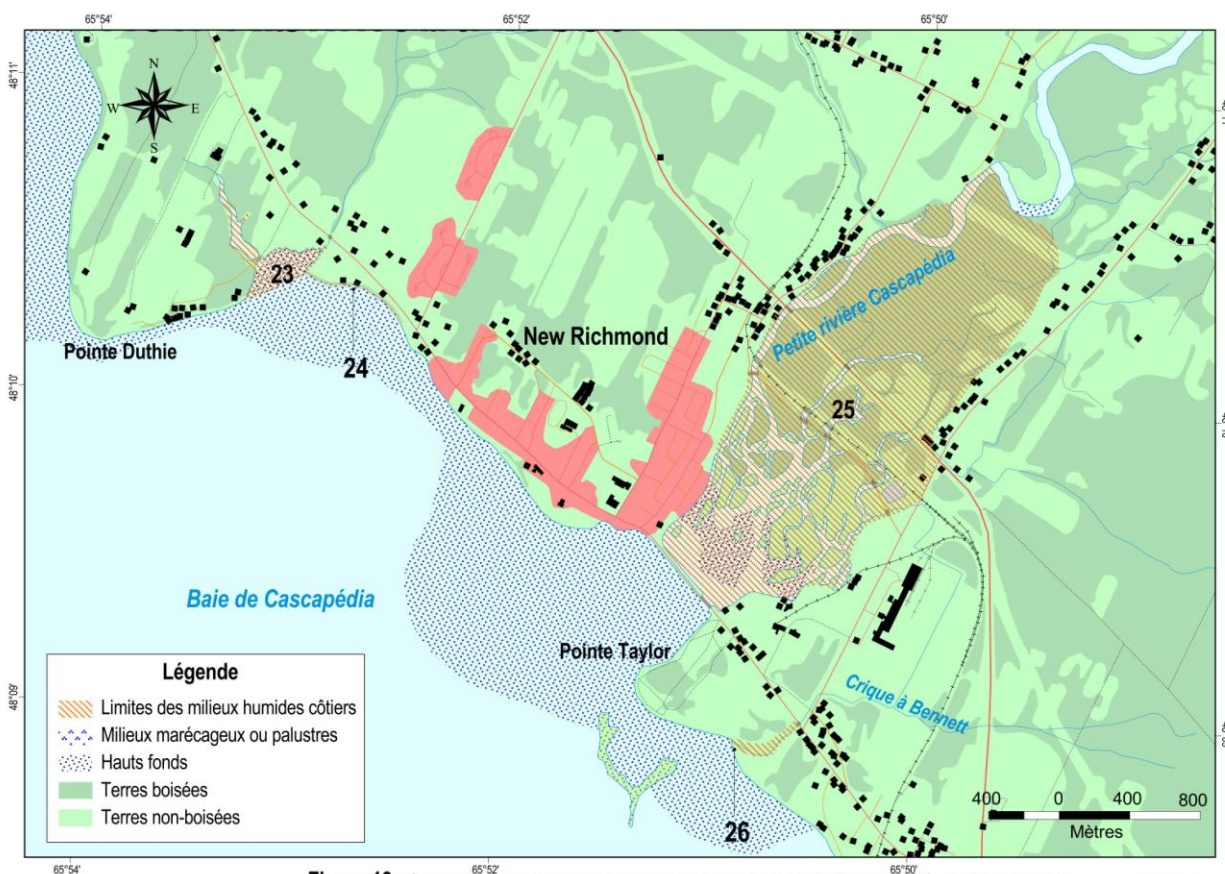 65°54'
65°52'
65°50'
48°11'
N
W
E
S
23
Petite rivière Cascapédia
New Richmond
Pointe Duthie
24
25
48°10'
Baie de Cascapédia
Pointe Taylor
48°09'
Crique à Bennett
Légende
Limites des milieux humides côtiers
Milieux marécageux ou palustres
Hauts fonds
Terres boisées
Terres non-boisées
400
0
400
800
Mètres
26
65°54'
65°52'
65°50'